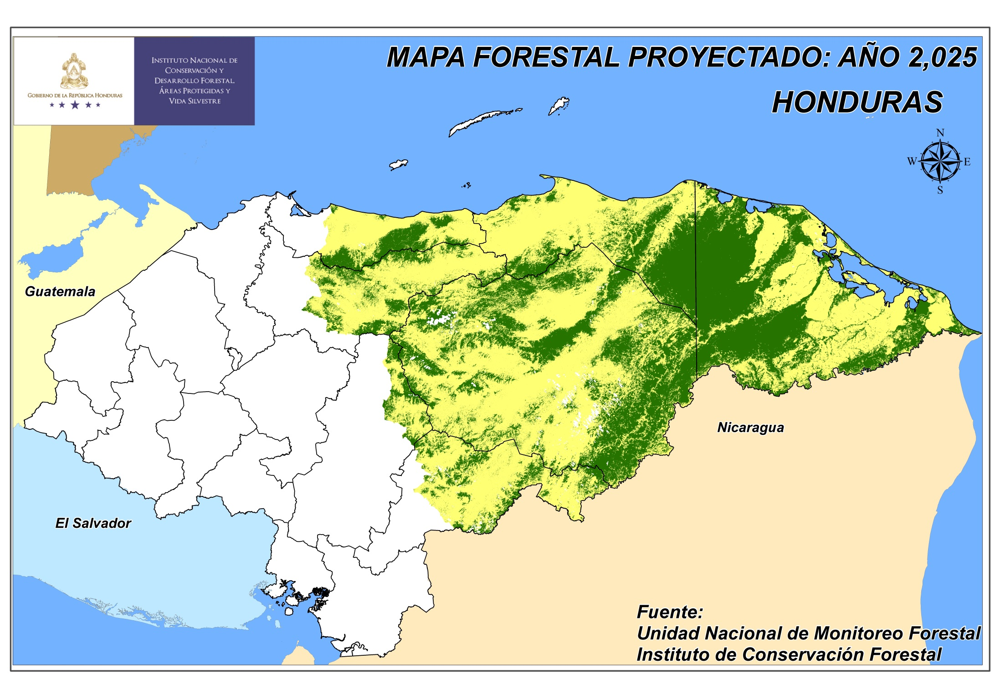 INSTITUTO NACIONAL DE
CONSERVACIÓN Y
DESARROLLO FORESTAL,
ÁREAS PROTEGIDAS Y
VIDA SILVESTRE
GOBIERNO DE LA REPÚBLICA HONDURAS
MAPA FORESTAL PROYECTADO: AÑO 2,025
HONDURAS
N
W
E
S
Guatemala
Nicaragua
El Salvador
Fuente:
Unidad Nacional de Monitoreo Forestal
Instituto de Conservación Forestal